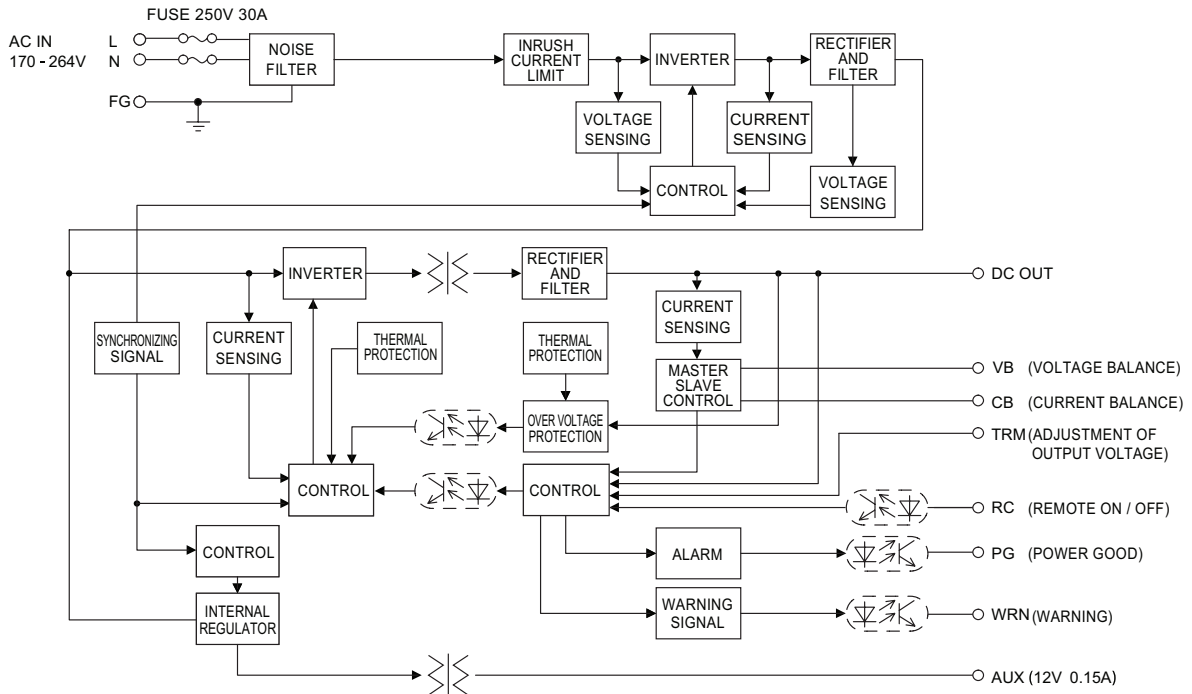 FUSE 250V 30A
AC IN
170 - 264V
L
N
FG
NOISE
FILTER
INRUSH
CURRENT
LIMIT
INVERTER
RECTIFIER
AND
FILTER
VOLTAGE
SENSING
CURRENT
SENSING
CONTROL
VOLTAGE
SENSING
INVERTER
RECTIFIER
AND
FILTER
DC OUT
SYNCHRONIZING
SIGNAL
CURRENT
SENSING
THERMAL
PROTECTION
THERMAL
PROTECTION
CURRENT
SENSING
MASTER
SLAVE
CONTROL
VB (VOLTAGE BALANCE)
CB (CURRENT BALANCE)
OVER VOLTAGE
PROTECTION
TRM (ADJUSTMENT OF
OUTPUT VOLTAGE)
CONTROL
CONTROL
RC (REMOTE ON / OFF)
CONTROL
ALARM
PG (POWER GOOD)
INTERNAL
REGULATOR
WARNING
SIGNAL
WRN (WARNING)
AUX (12V 0.15A)